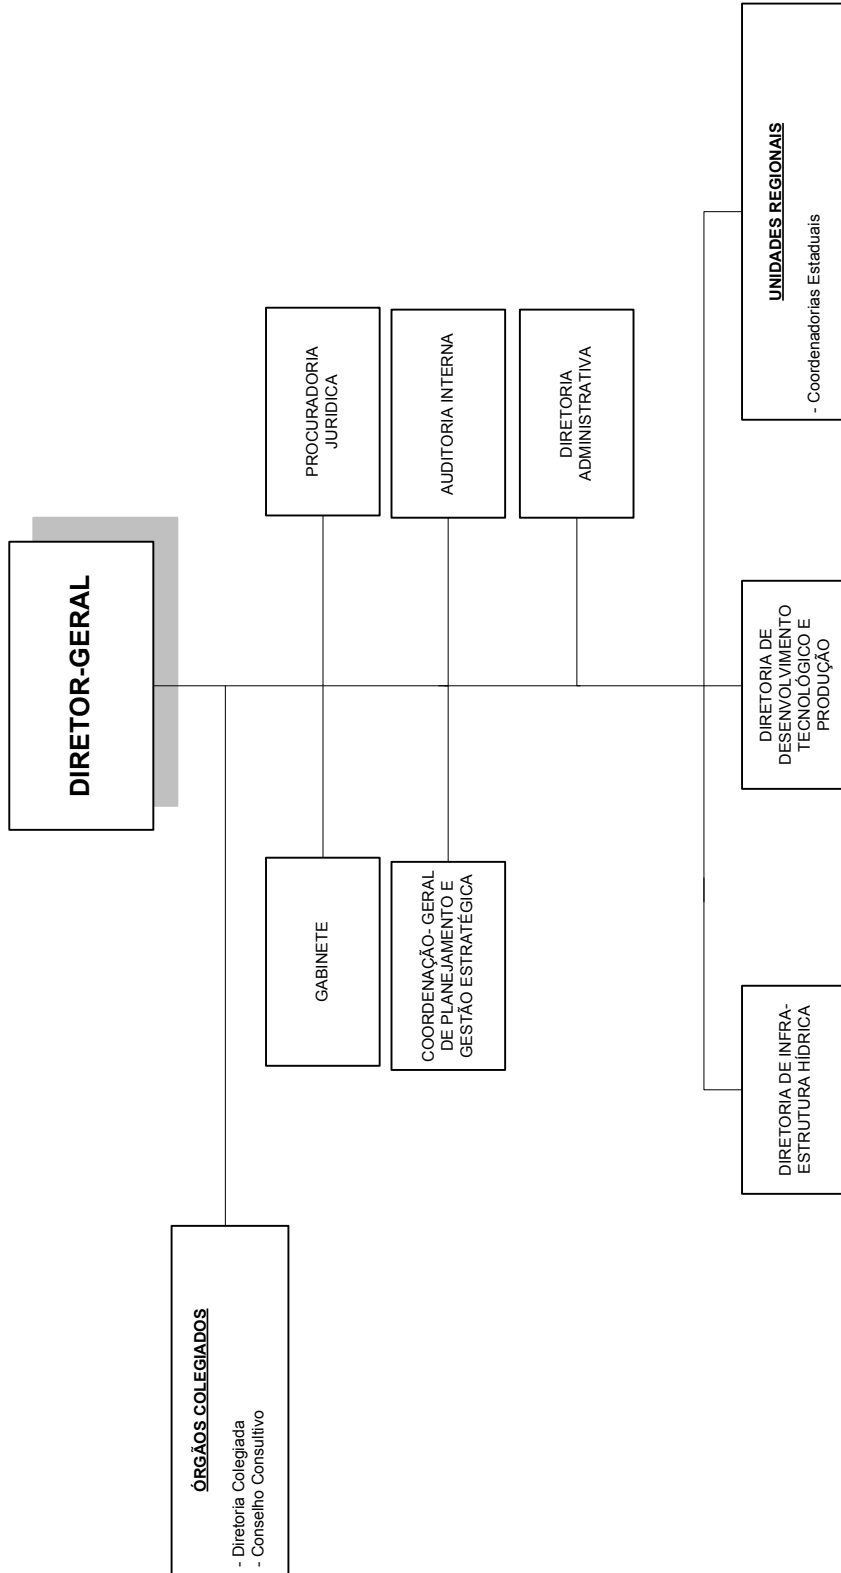 DIRETOR-GERAL
ÓRGÃOS COLEGIADOS
- Diretoria Colegiada
- Conselho Consultivo
GABINETE
PROCURADORIA
JURIDICA
COORDENAÇÃO- GERAL
DE PLANEJAMENTO E
GESTÃO ESTRATÉGICA
AUDITORIA INTERNA
DIRETORIA
ADMINISTRATIVA
DIRETORIA DE INFRA-
ESTRUTURA HÍDRICA
DIRETORIA DE
DESENVOLVIMENTO
TECNOLÓGICO E
PRODUÇÃO
UNIDADES REGIONAIS
- Coordenadorias Estaduais